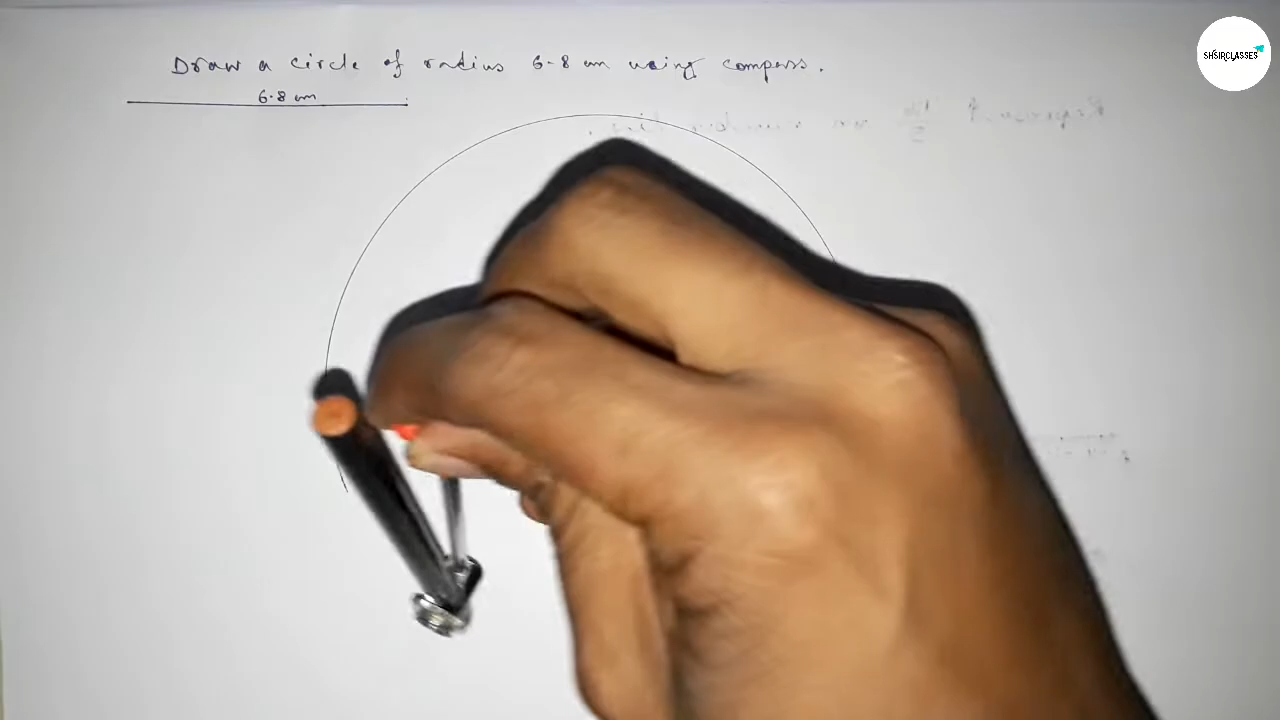 Draw a circle of radius 6.8 cm using compass.
6.8 cm
SHSIRCLASSES